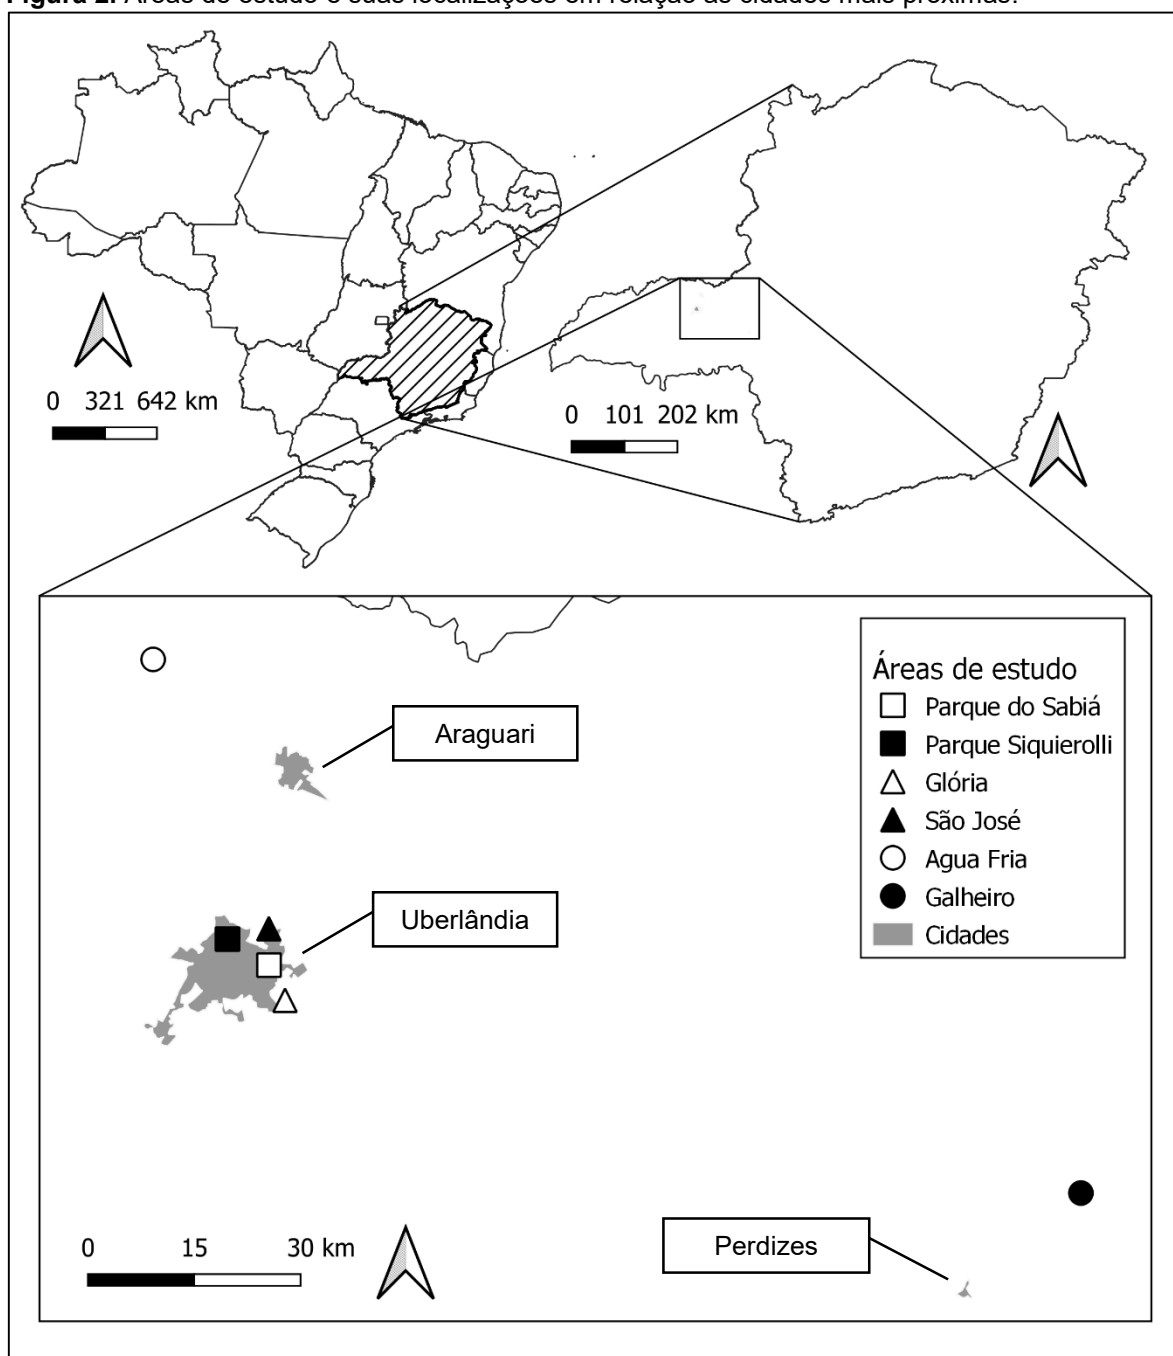 Figura 2. Áreas de estudo e suas localizações em relação às cidades mais próximas.
0 321 642 km
0 101 202 km
Áreas de estudo
Parque do Sabiá
Parque Siquierolli
Glória
São José
Agua Fria
Galheiro
Cidades
Araguari
Uberlândia
Perdizes
0 15 30 km